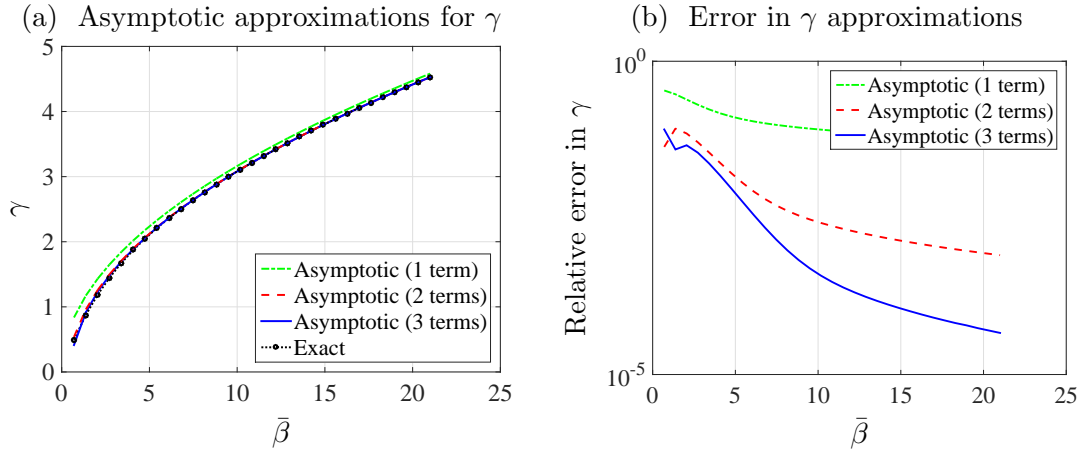 (a) Asymptotic approximations for γ
5
4
3
2
1
0
γ
0 5 10 15 20 25
β̄
Asymptotic (1 term)
Asymptotic (2 terms)
Asymptotic (3 terms)
Exact
(b) Error in γ approximations
10⁰
10⁻⁵
Relative error in γ
0 5 10 15 20 25
β̄
Asymptotic (1 term)
Asymptotic (2 terms)
Asymptotic (3 terms)